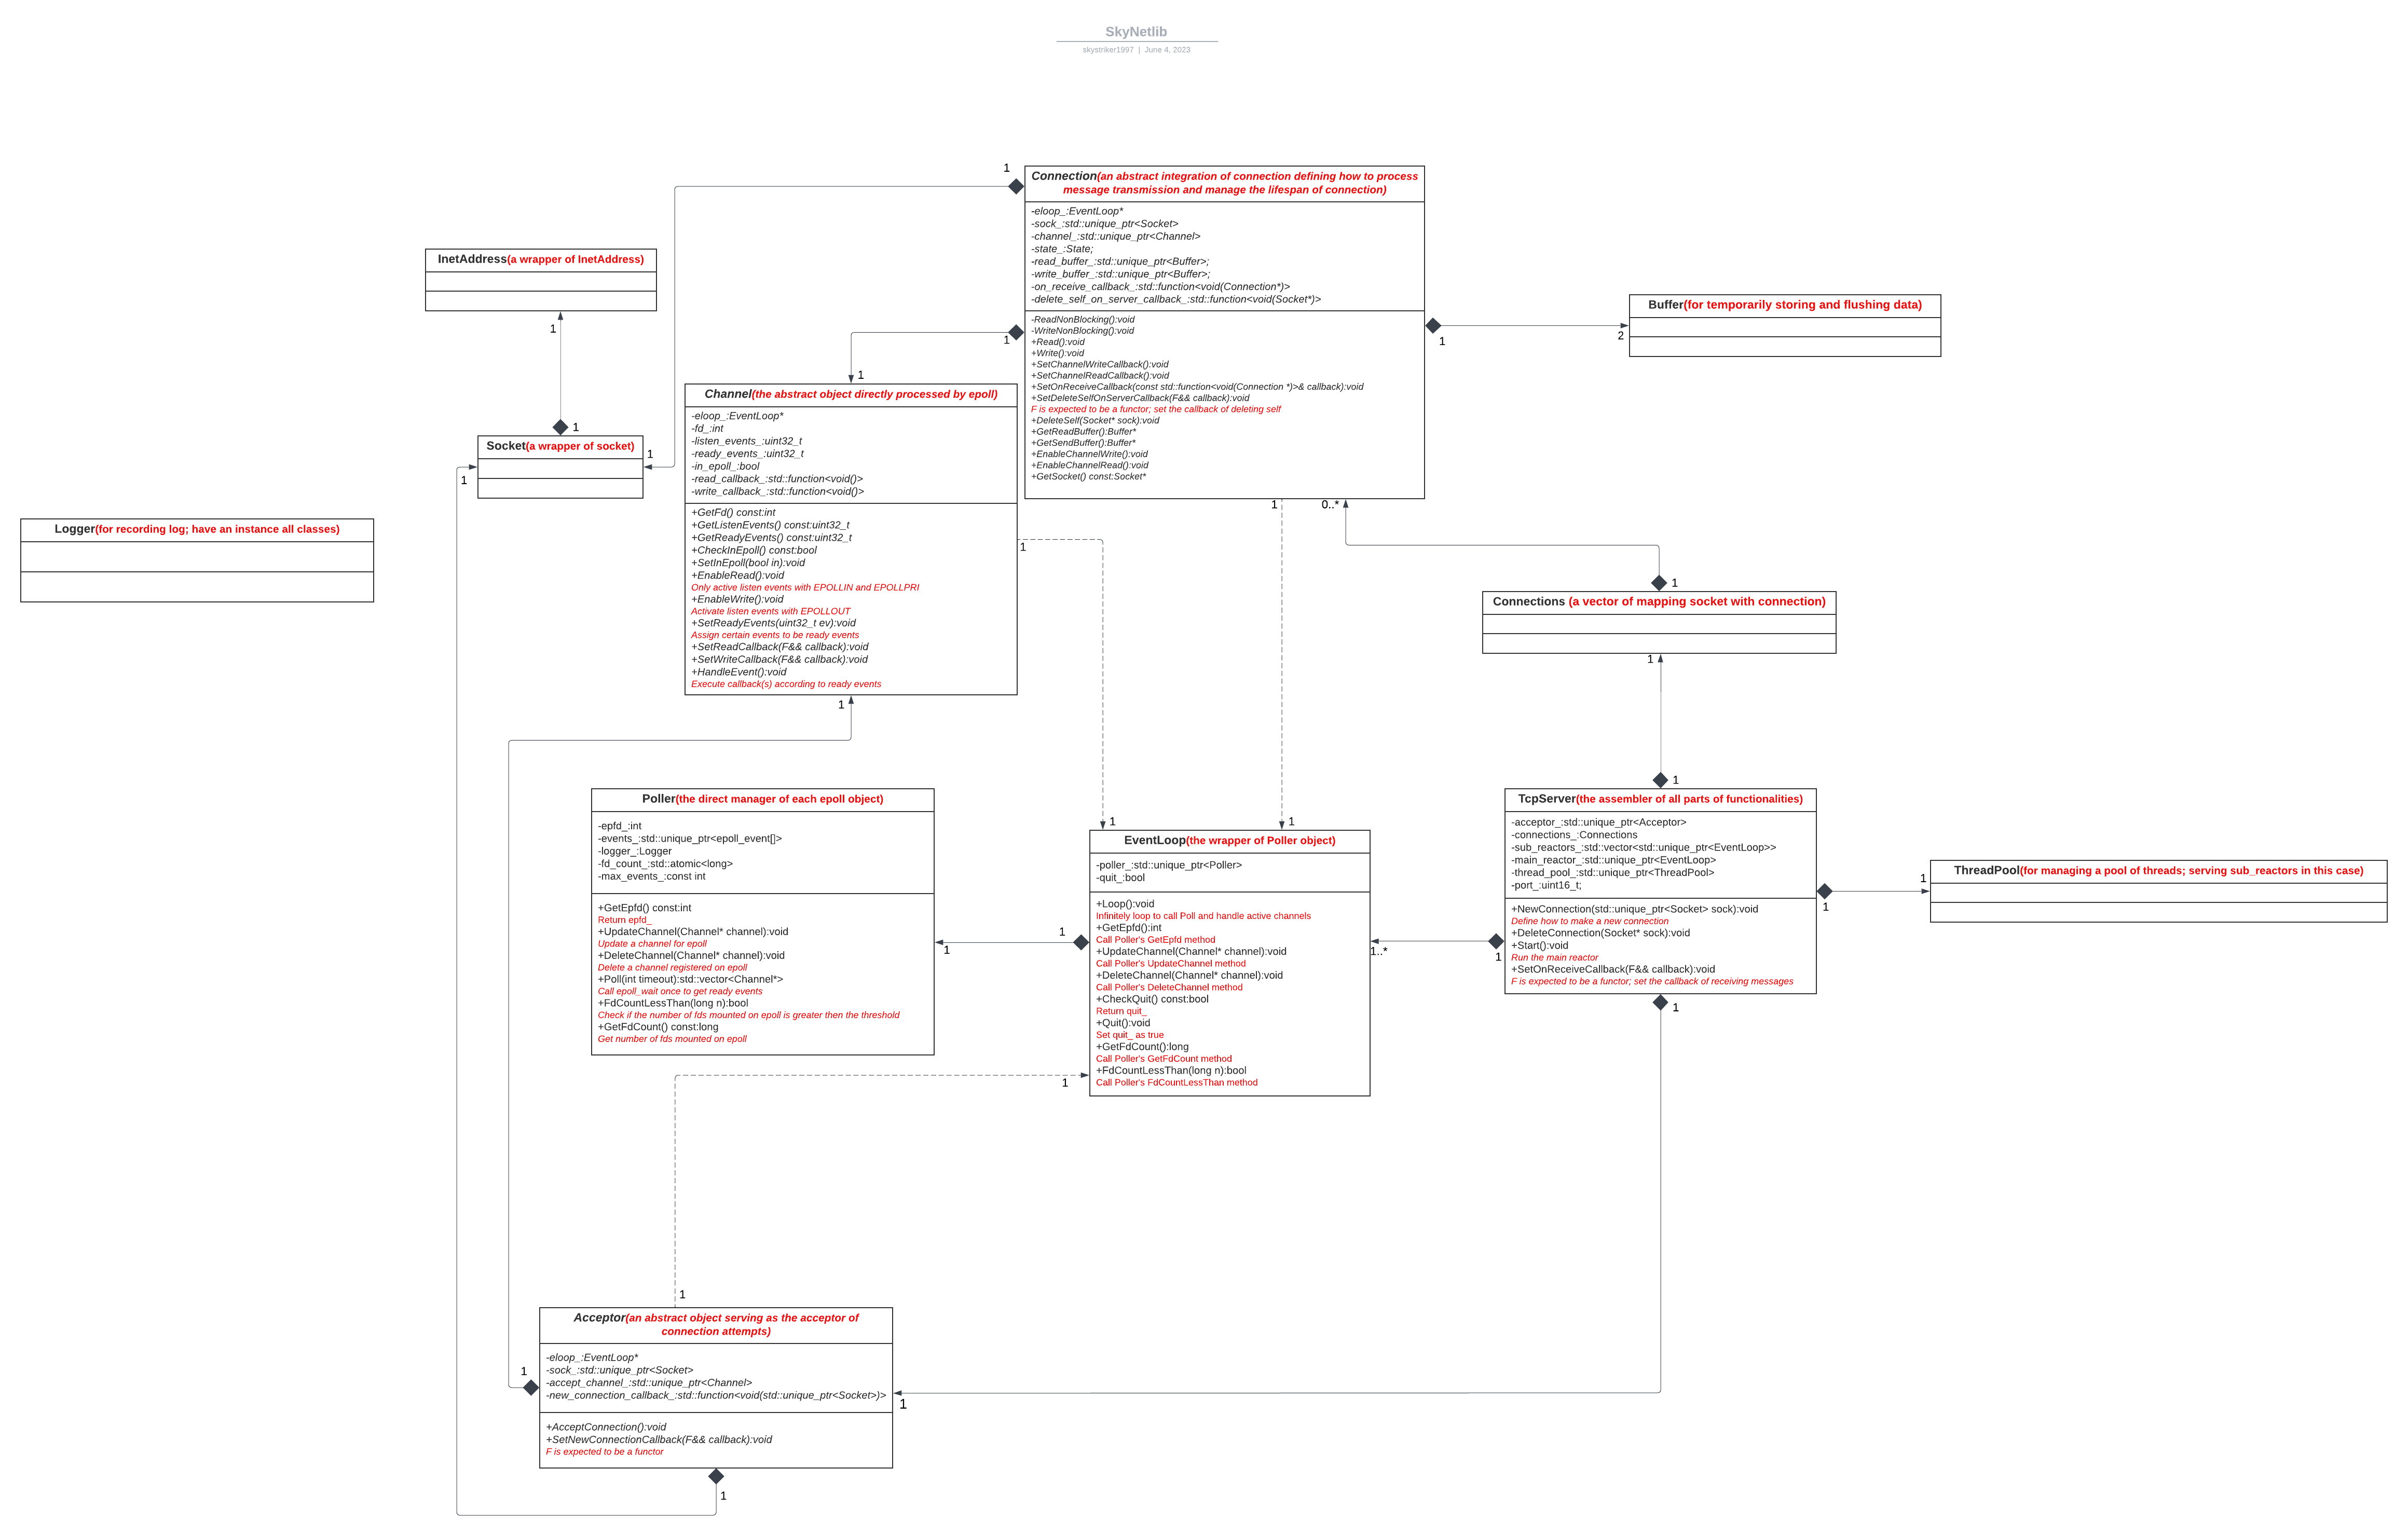 SkyNetlib
skystriker1997 | June 4, 2023
1
Connection(an abstract integration of connection defining how to process
message transmission and manage the lifespan of connection)
-eloop_:EventLoop*
-sock_:std::unique_ptr<Socket>
-channel_:std::unique_ptr<Channel>
-state_:State;
-read_buffer_:std::unique_ptr<Buffer>;
-write_buffer_:std::unique_ptr<Buffer>;
-on_receive_callback_:std::function<void(Connection*)>
-delete_self_on_server_callback_:std::function<void(Socket*)>
-ReadNonBlocking():void
-WriteNonBlocking():void
+Read():void
+Write():void
+SetChannelWriteCallback():void
+SetChannelReadCallback():void
+SetOnReceiveCallback(const std::function<void(Connection *)>& callback):void
+SetDeleteSelfOnServerCallback(F&& callback):void
F is expected to be a functor; set the callback of deleting self
+DeleteSelf(Socket* sock):void
+GetReadBuffer():Buffer*
+GetSendBuffer():Buffer*
+EnableChannelWrite():void
+EnableChannelRead():void
+GetSocket() const:Socket*
InetAddress(a wrapper of InetAddress)
1
1
Socket(a wrapper of socket)
1
1
Buffer(for temporarily storing and flushing data)
1
2
1
1
Channel(the abstract object directly processed by epoll)
-eloop_:EventLoop*
-fd_:int
-listen_events_:uint32_t
-ready_events_:uint32_t
-in_epoll_:bool
-read_callback_:std::function<void()>
-write_callback_:std::function<void()>
+GetFd() const:int
+GetListenEvents() const:uint32_t
+GetReadyEvents() const:uint32_t
+CheckInEpoll() const:bool
+SetInEpoll(bool in):void
+EnableRead():void
Only active listen events with EPOLLIN and EPOLLPRI
+EnableWrite():void
Activate listen events with EPOLLOUT
+SetReadyEvents(uint32_t ev):void
Assign certain events to be ready events
+SetReadCallback(F&& callback):void
+SetWriteCallback(F&& callback):void
+HandleEvent():void
Execute callback(s) according to ready events
1
1
1
0..*
Logger(for recording log; have an instance all classes)
1
Connections (a vector of mapping socket with connection)
1
1
Poller(the direct manager of each epoll object)
-epfd_:int
-events_:std::unique_ptr<epoll_event[]>
-logger_:Logger
-fd_count_:std::atomic<long>
-max_events_:const int
+GetEpfd() const:int
Return epfd_
+UpdateChannel(Channel* channel):void
Update a channel for epoll
+DeleteChannel(Channel* channel):void
Delete a channel registered on epoll
+Poll(int timeout):std::vector<Channel*>
Call epoll_wait once to get ready events
+FdCountLessThan(long n):bool
Check if the number of fds mounted on epoll is greater then the threshold
+GetFdCount() const:long
Get number of fds mounted on epoll
1
1
1
1
EventLoop(the wrapper of Poller object)
-poller_:std::unique_ptr<Poller>
-quit_:bool
+Loop():void
Infinitely loop to call Poll and handle active channels
+GetEpfd():int
Call Poller's GetEpfd method
+UpdateChannel(Channel* channel):void
Call Poller's UpdateChannel method
+DeleteChannel(Channel* channel):void
Call Poller's DeleteChannel method
+CheckQuit() const:bool
Return quit_
+Quit():void
Set quit_ as true
+GetFdCount():long
Call Poller's GetFdCount method
+FdCountLessThan(long n):bool
Call Poller's FdCountLessThan method
1..*
1
TcpServer(the assembler of all parts of functionalities)
-acceptor_:std::unique_ptr<Acceptor>
-connections_:Connections
-sub_reactors_:std::vector<std::unique_ptr<EventLoop>>
-main_reactor_:std::unique_ptr<EventLoop>
-thread_pool_:std::unique_ptr<ThreadPool>
-port_:uint16_t;
+NewConnection(std::unique_ptr<Socket> sock):void
Define how to make a new connection
+DeleteConnection(Socket* sock):void
+Start():void
Run the main reactor
+SetOnReceiveCallback(F&& callback):void
F is expected to be a functor; set the callback of receiving messages
1
1
ThreadPool(for managing a pool of threads; serving sub_reactors in this case)
1
1
1
Acceptor(an abstract object serving as the acceptor of
connection attempts)
-eloop_:EventLoop*
-sock_:std::unique_ptr<Socket>
-accept_channel_:std::unique_ptr<Channel>
-new_connection_callback_:std::function<void(std::unique_ptr<Socket>)>
+AcceptConnection():void
+SetNewConnectionCallback(F&& callback):void
F is expected to be a functor
1
1
1